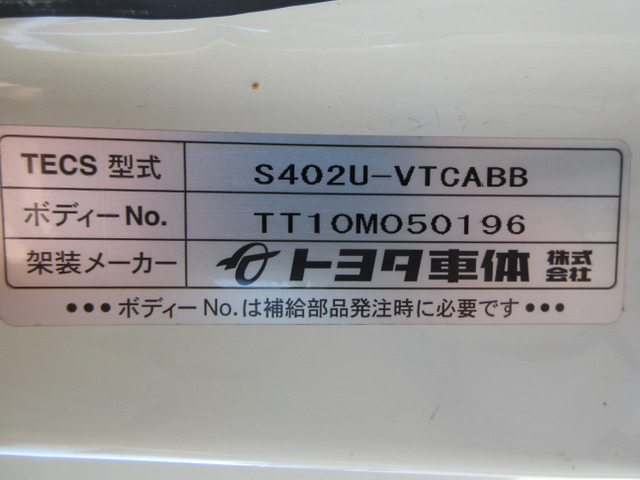 TECS 型式 S402U-VTCABB
ボディーNo. TT10M050196
架装メーカー トヨタ車体 株式会社
●●● ボディーNo.は補給部品発注時に必要です ●●●